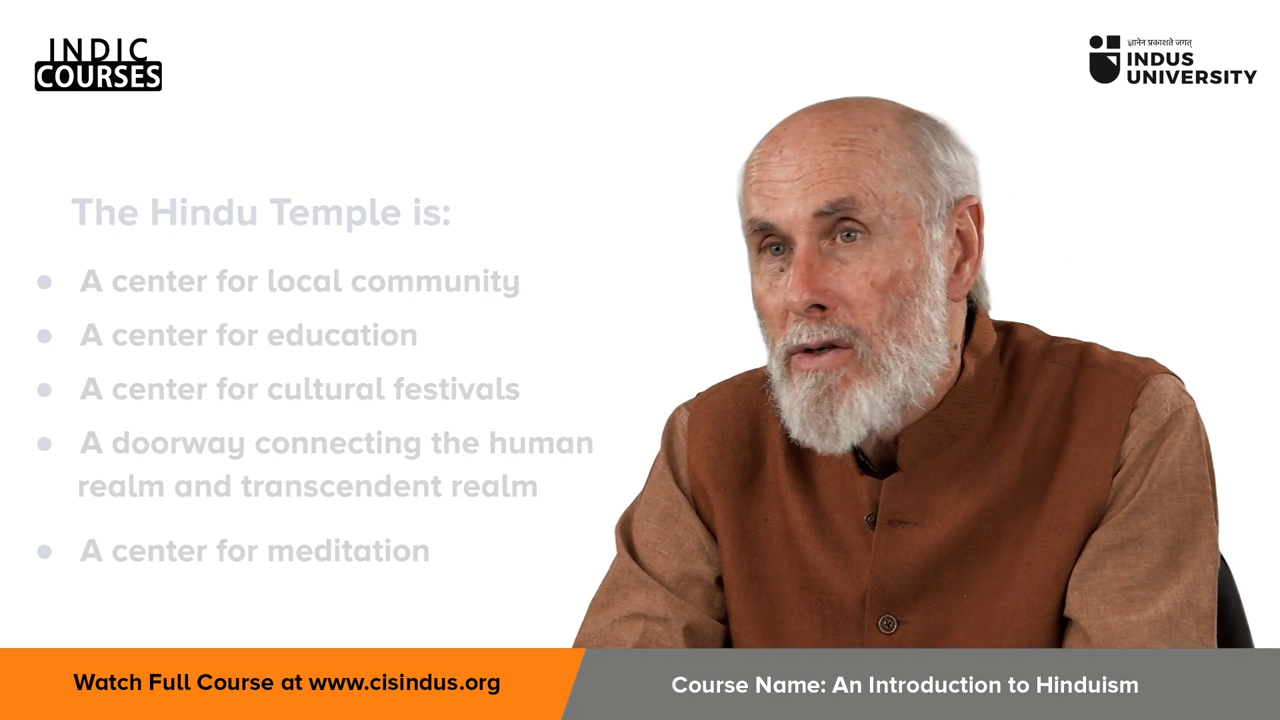 INDIC
COURSES
ज्ञानेन प्रकाशते जगत्
INDUS
UNIVERSITY
The Hindu Temple is:
• A center for local community
• A center for education
• A center for cultural festivals
• A doorway connecting the human
realm and transcendent realm
• A center for meditation
Watch Full Course at www.cisindus.org
Course Name: An Introduction to Hinduism